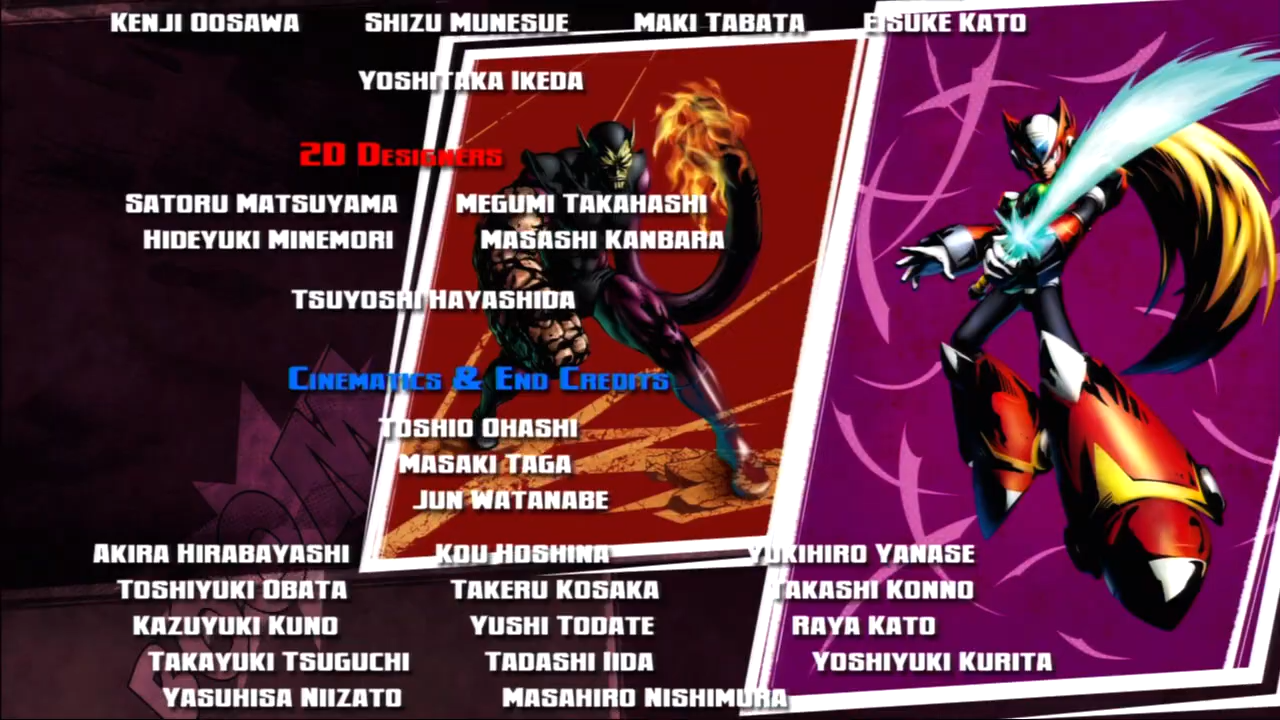 KENJI OOSAWA SHIZU MUNESUE MAKI TABATA EISUKE KATO
YOSHITAKA IKEDA
2D DESIGNERS
SATORU MATSUYAMA MEGUMI TAKAHASHI
HIDEYUKI MINEMORI MASASHI KANBARA
TSUYOSHI HAYASHIDA
CINEMATICS & END CREDITS
TOSHIO OHASHI
MASAKI TAGA
JUN WATANABE
AKIRA HIRABAYASHI KOU HOSHINA YUKIHIRO YANASE
TOSHIYUKI OBATA TAKERU KOSAKA TAKASHI KONNO
KAZUYUKI KUNO YUSHI TODATE RAYA KATO
TAKAYUKI TSUGUCHI TADASHI IIDA YOSHIYUKI KURITA
YASUHISA NIIZATO MASAHIRO NISHIMURA
BOOM